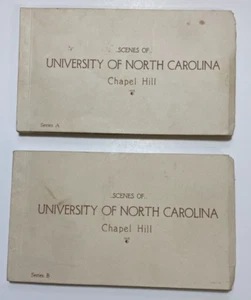 SCENES OF
UNIVERSITY OF NORTH CAROLINA
Chapel Hill
Series A
SCENES OF
UNIVERSITY OF NORTH CAROLINA
Chapel Hill
Series B